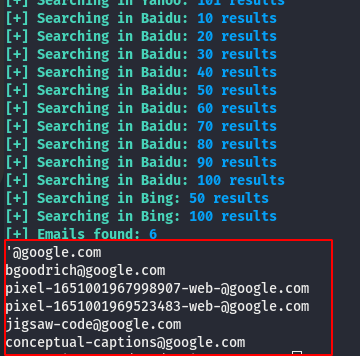 [+] Searching in Yahoo: 101 results
[+] Searching in Baidu: 10 results
[+] Searching in Baidu: 20 results
[+] Searching in Baidu: 30 results
[+] Searching in Baidu: 40 results
[+] Searching in Baidu: 50 results
[+] Searching in Baidu: 60 results
[+] Searching in Baidu: 70 results
[+] Searching in Baidu: 80 results
[+] Searching in Baidu: 90 results
[+] Searching in Baidu: 100 results
[+] Searching in Bing: 50 results
[+] Searching in Bing: 100 results
[+] Emails found: 6
'@google.com
bgoodrich@google.com
pixel-1651001967998907-web-@google.com
pixel-1651001969523483-web-@google.com
jigsaw-code@google.com
conceptual-captions@google.com